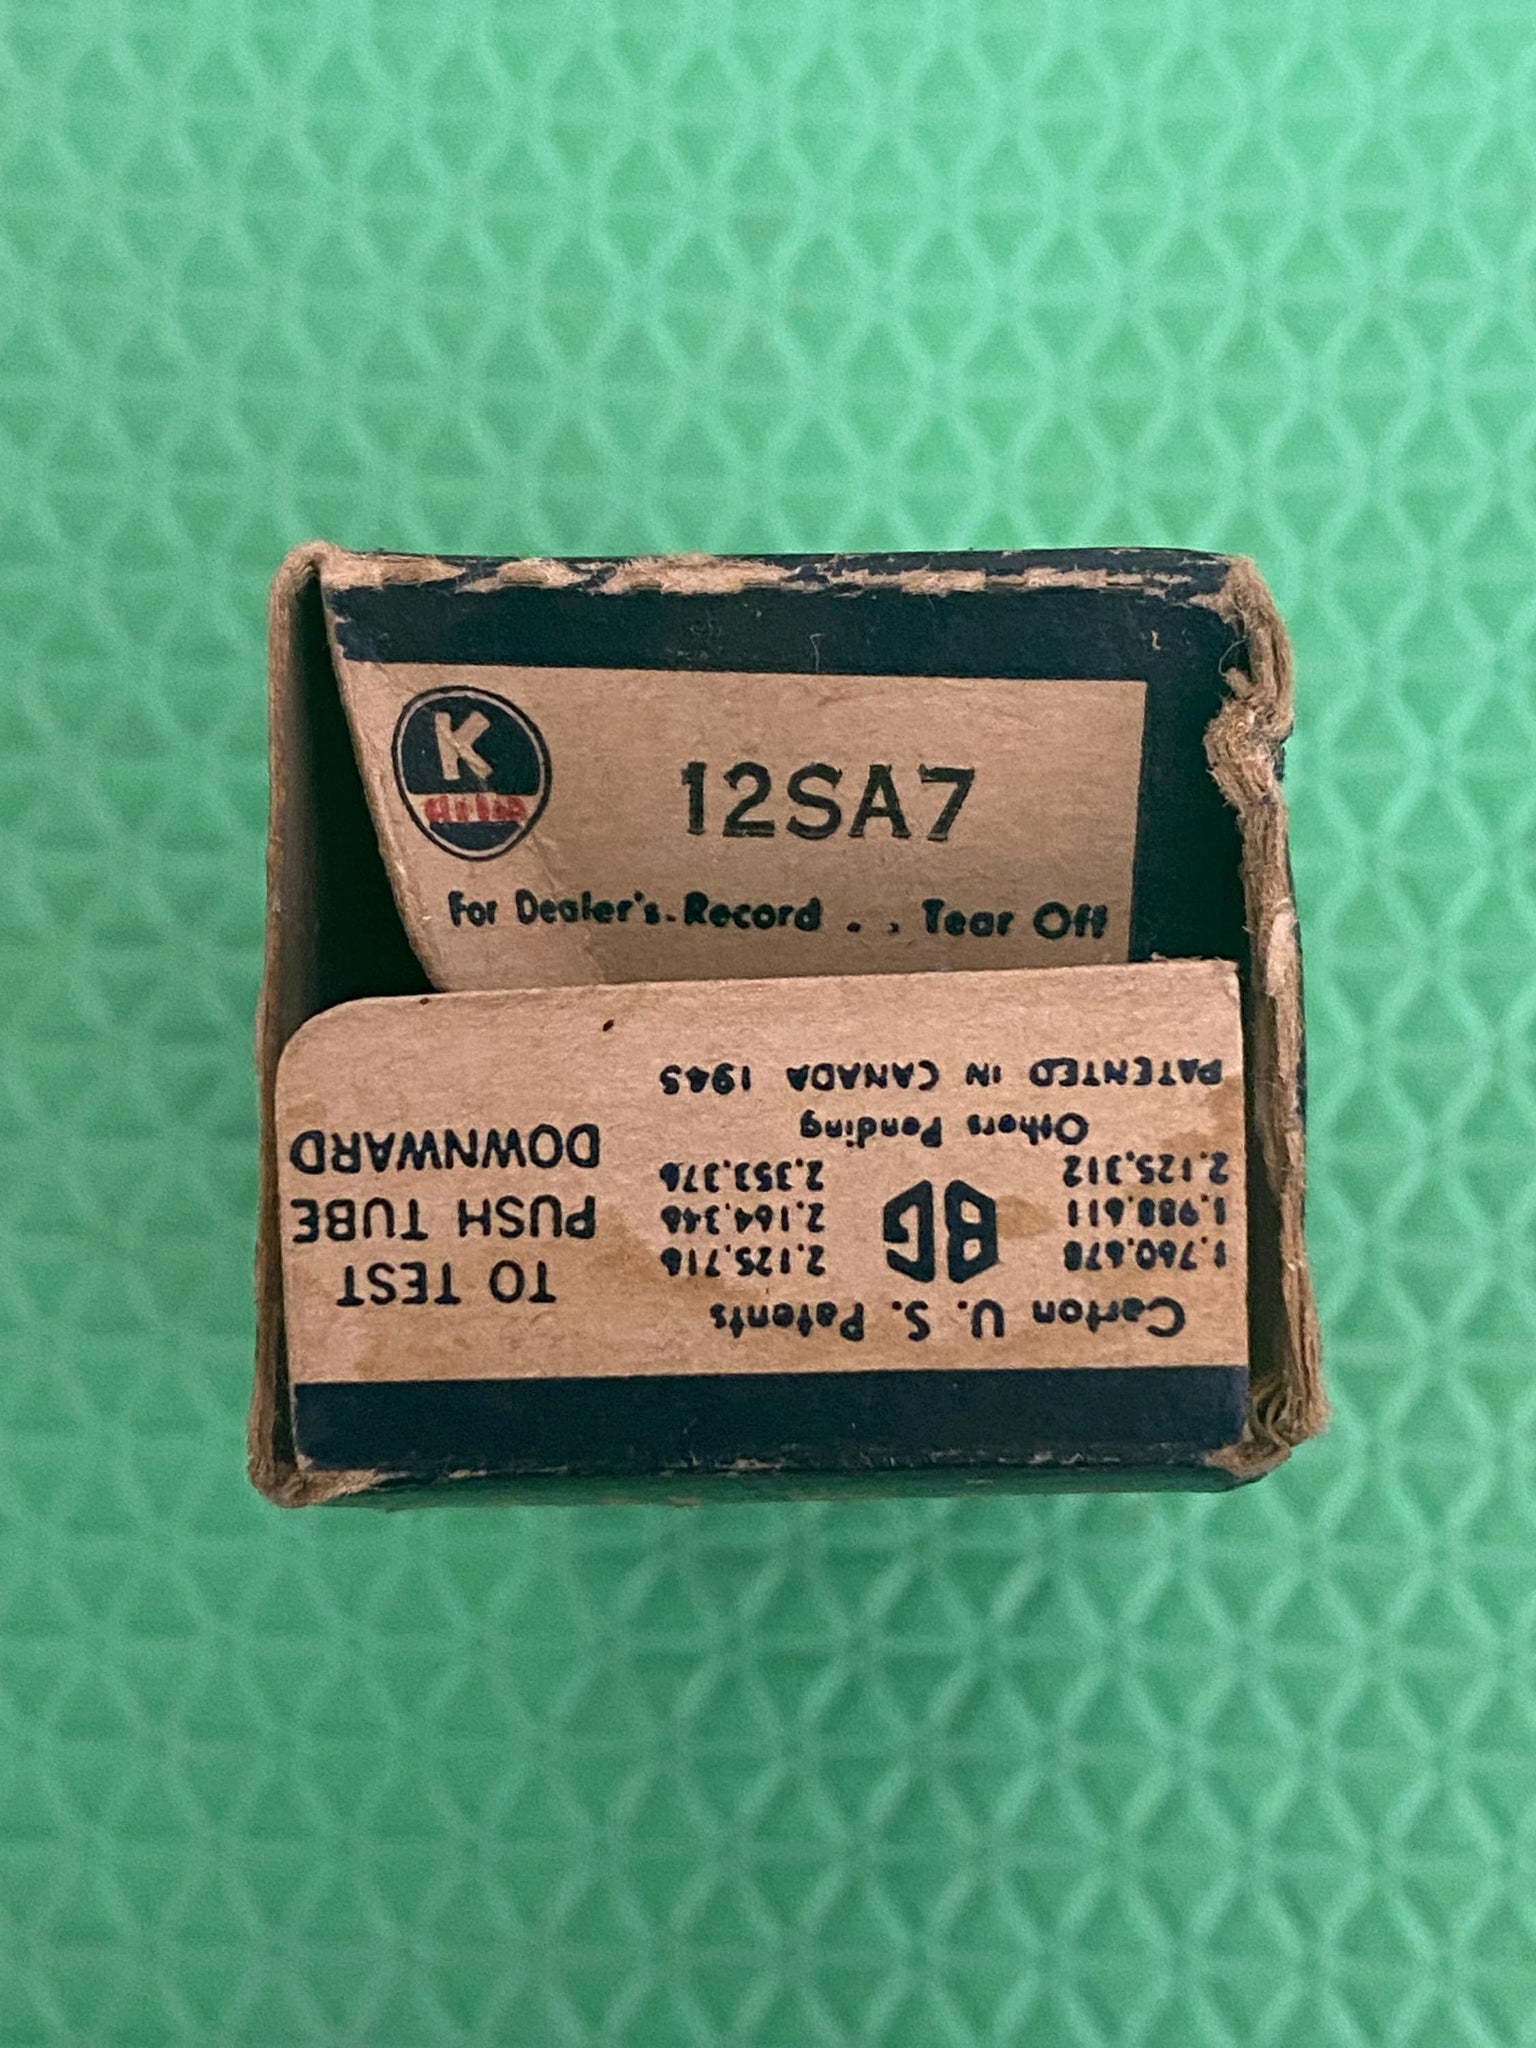 K
12SA7
For Dealer's Record . . Tear Off
Carton U. S. Patents
1.760.678
1.988.611
2.125.312
BG
2.125.716
2.164.346
2.353.376
Others Pending
PATENTED IN CANADA 1945
TO TEST
PUSH TUBE
DOWNWARD